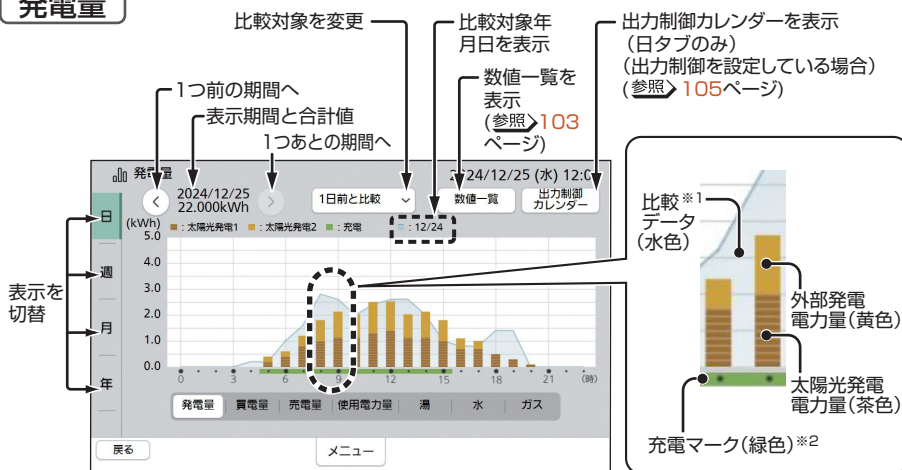 発電量
比較対象を変更
比較対象年
月日を表示
出力制御カレンダーを表示
（日タブのみ）
（出力制御を設定している場合）
（参照 105ページ）
数値一覧を
表示
（参照 103
ページ）
1つ前の期間へ
表示期間と合計値
1つあとの期間へ
発電量
2024/12/25 (水) 12:0
2024/12/25
22.000kWh
1日前と比較
数値一覧
出力制御
カレンダー
日
週
月
年
表示を
切替
(kWh)
：太陽光発電1 ：太陽光発電2 ：充電 ：12/24
5.0
4.0
3.0
2.0
1.0
0.0
0 3 6 9 12 15 18 21 (時)
発電量 買電量 売電量 使用電力量 湯 水 ガス
戻る
メニュー
比較※1
データ
（水色）
外部発電
電力量（黄色）
太陽光発電
電力量（茶色）
充電マーク（緑色）※2